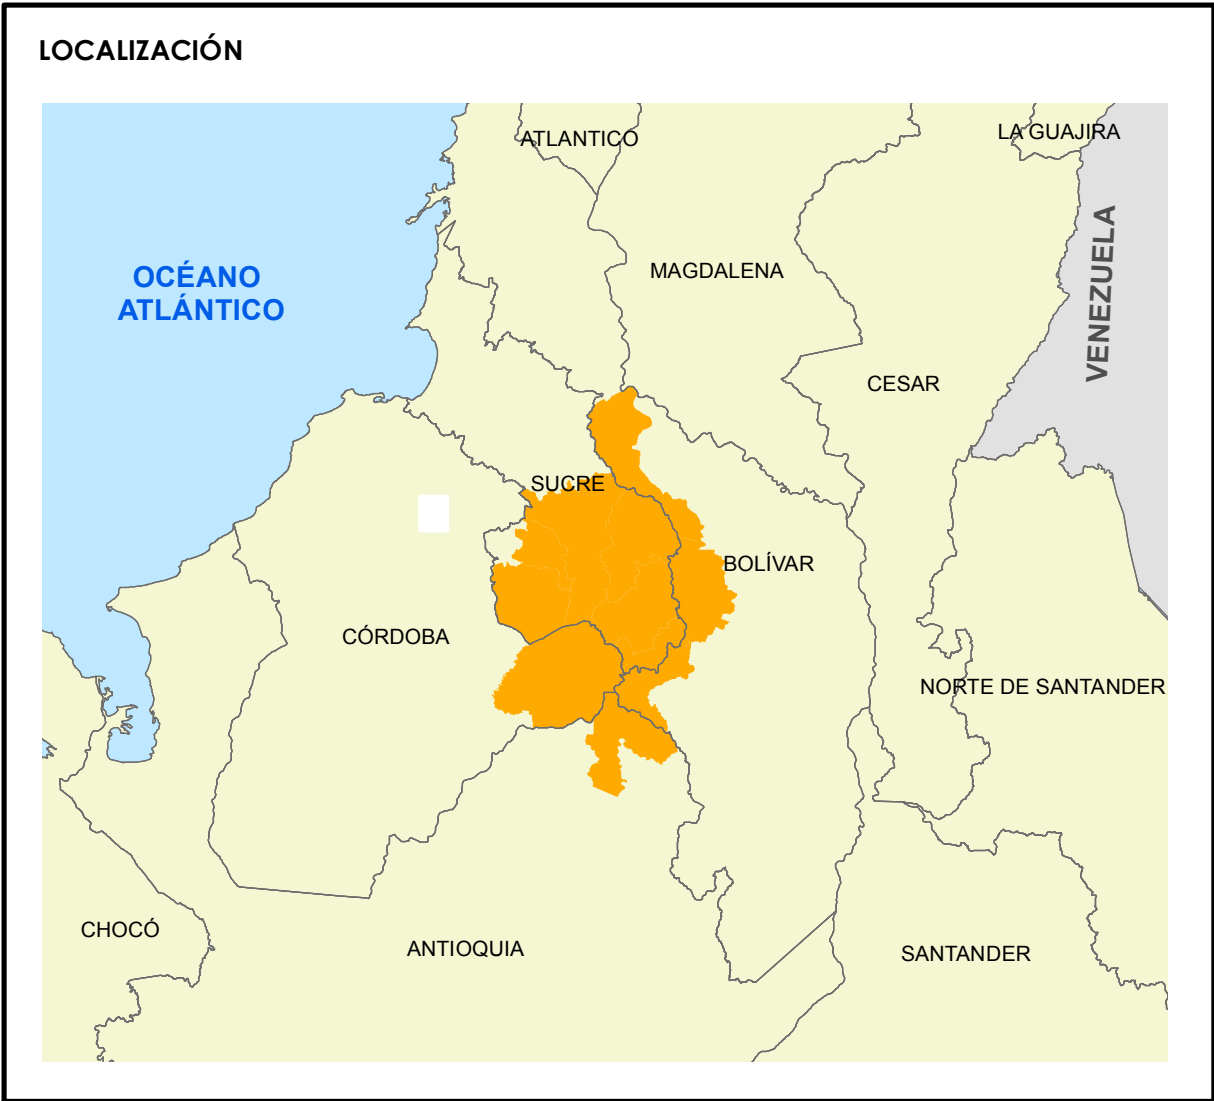 LOCALIZACIÓN
ATLANTICO
LA GUAJIRA
OCÉANO
ATLÁNTICO
MAGDALENA
VENEZUELA
CESAR
SUCRE
BOLÍVAR
CÓRDOBA
NORTE DE SANTANDER
CHOCÓ
ANTIOQUIA
SANTANDER